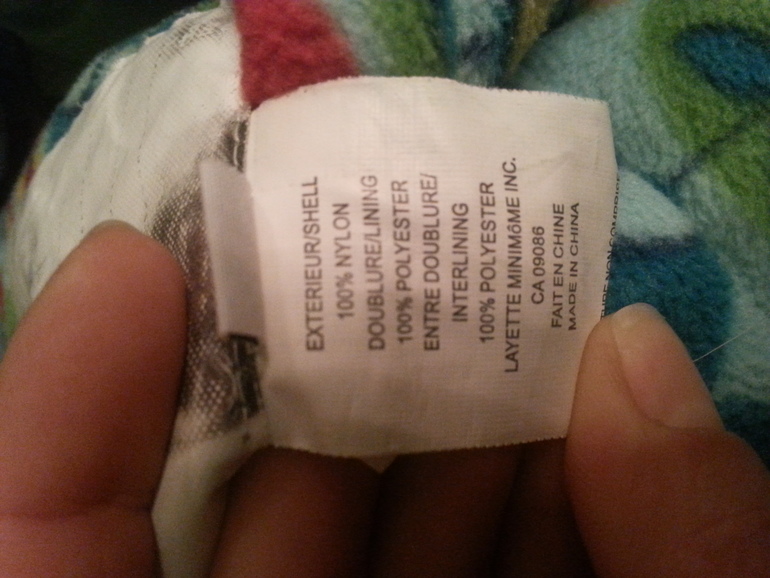 EXTERIEUR/SHELL
100% NYLON
DOUBLURE/LINING
100% POLYESTER
ENTRE DOUBLURE/
INTERLINING
100% POLYESTER
LAYETTE MINIMôME INC.
CA 09086
FAIT EN CHINE
MADE IN CHINA